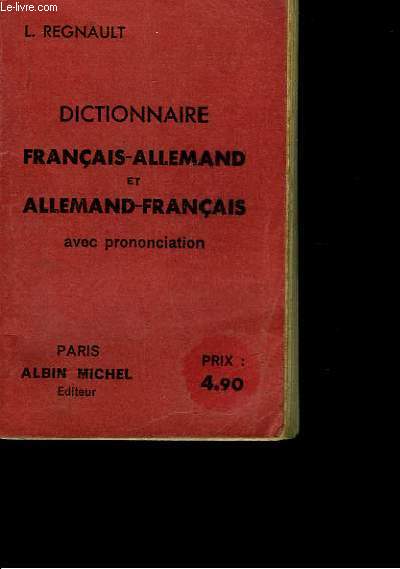 Le-livre.com
L. REGNAULT
DICTIONNAIRE
FRANÇAIS-ALLEMAND
ET
ALLEMAND-FRANÇAIS
avec prononciation
PARIS
ALBIN MICHEL
Editeur
PRIX :
4.90